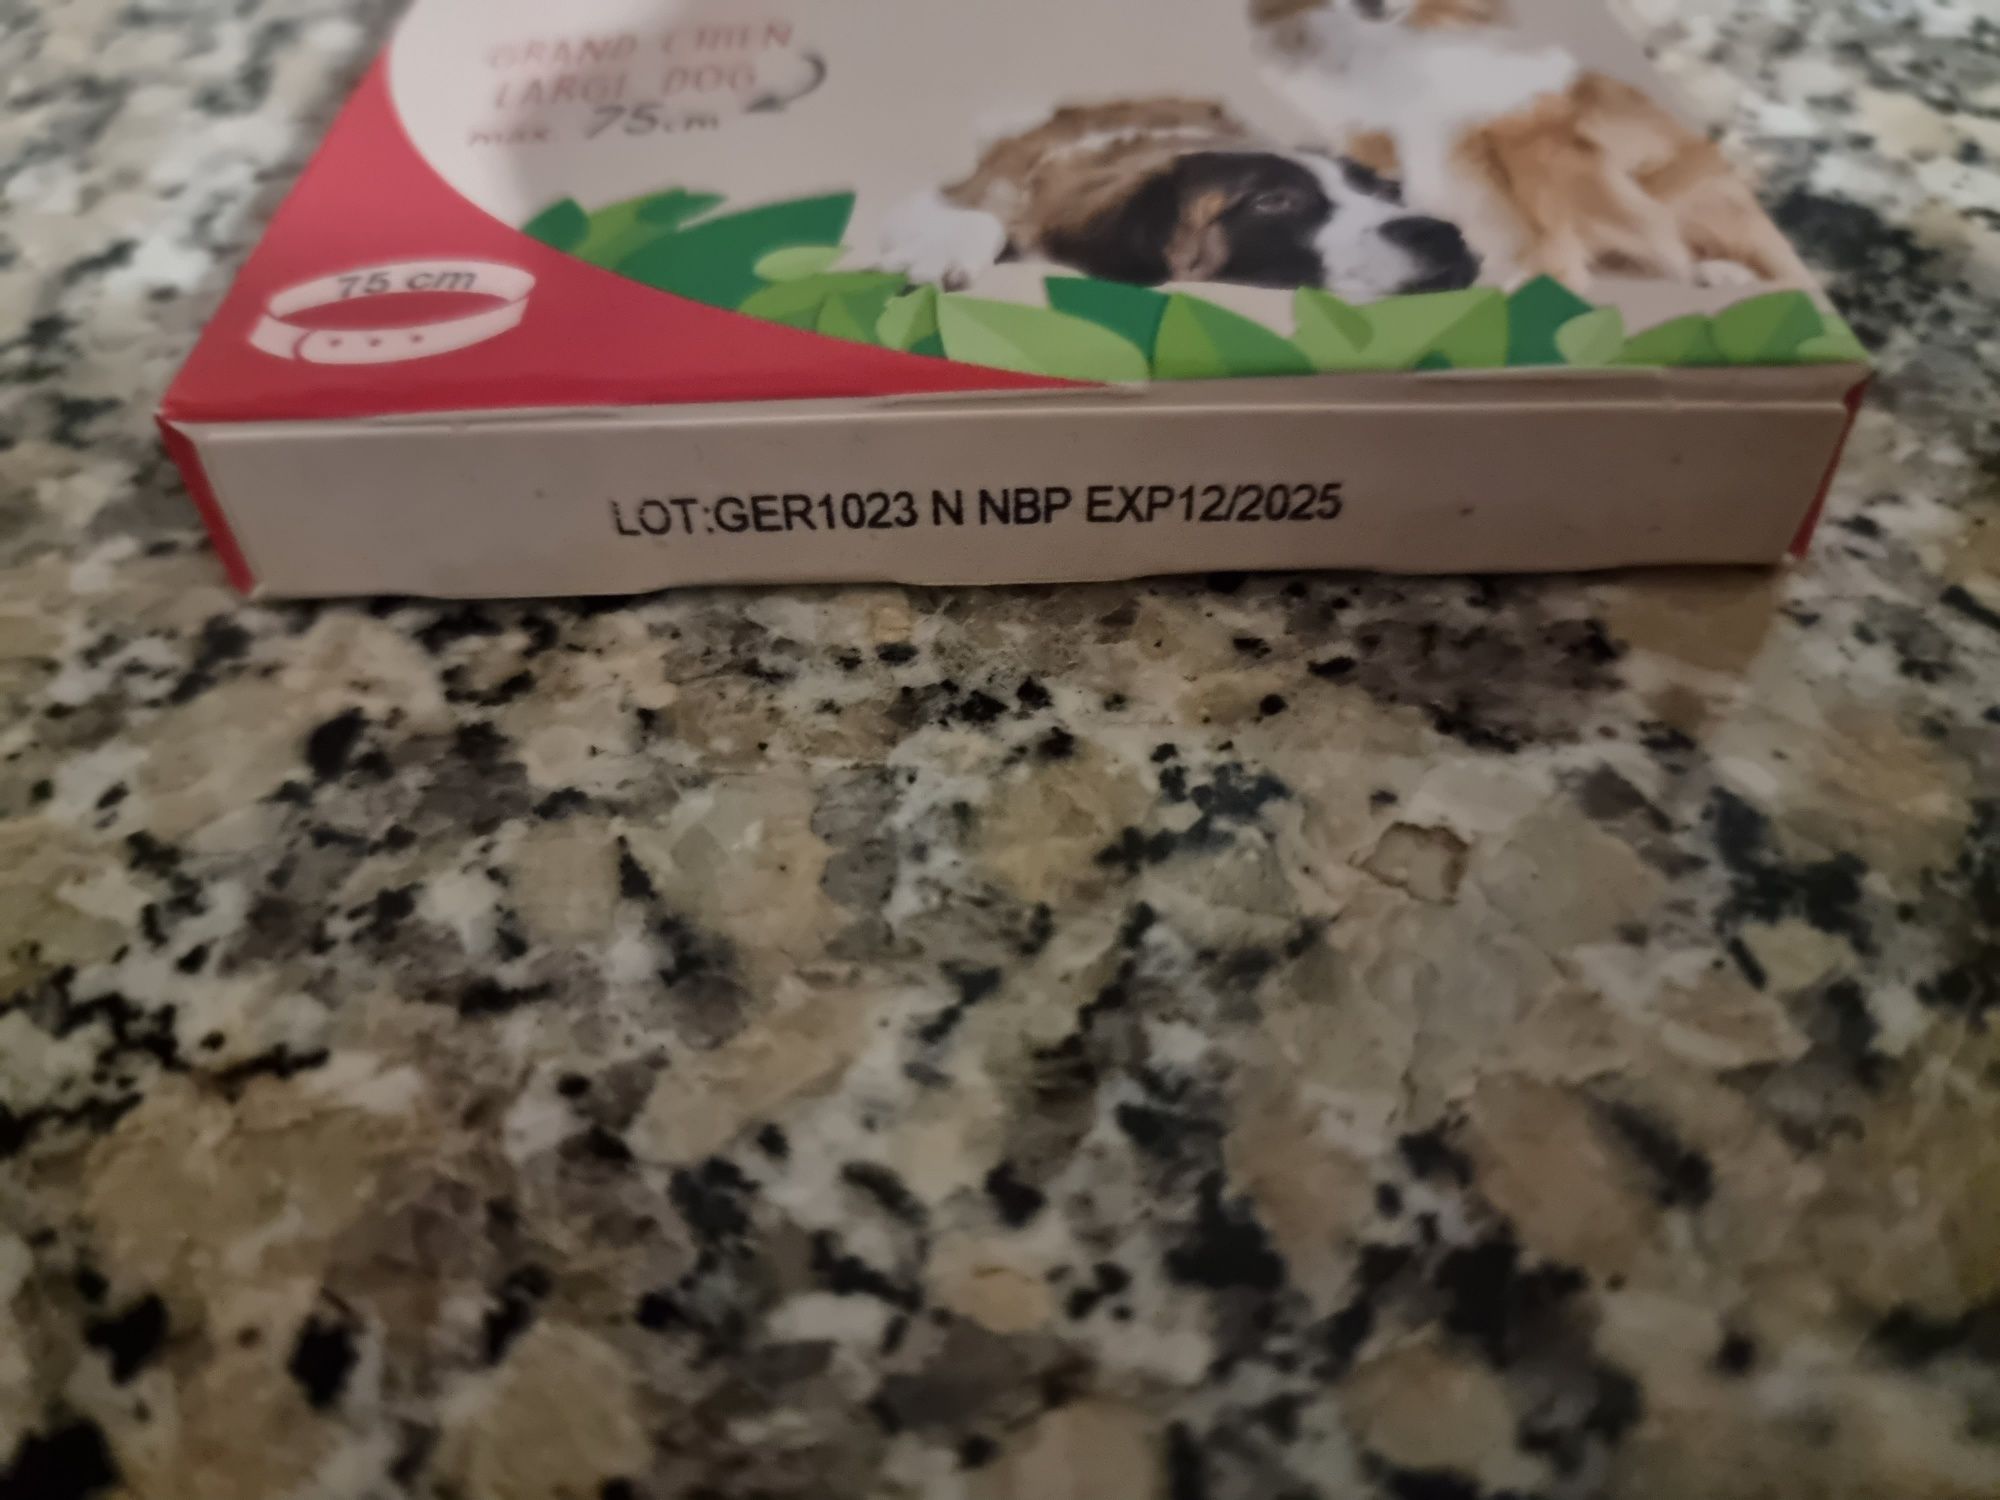 GRAND CHIEN
LARGE DOG
max. 75cm
75 cm
LOT:GER1023 N NBP EXP12/2025